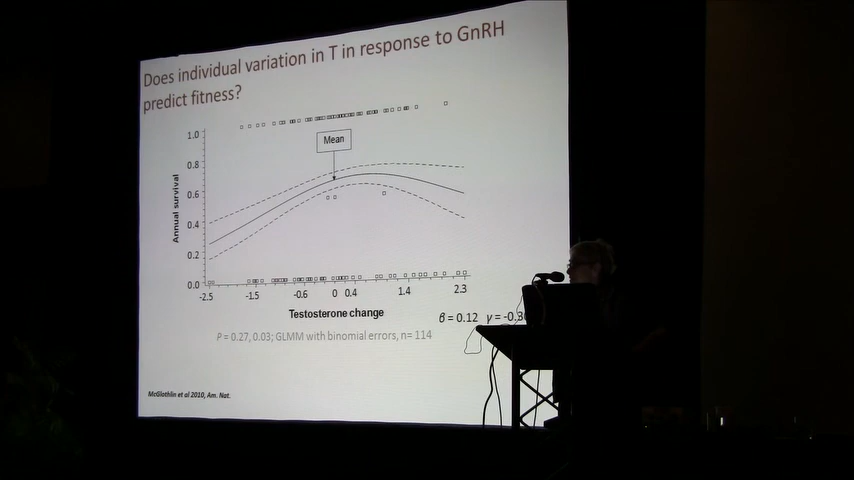 Does individual variation in T in response to GnRH
predict fitness?
1.0
Mean
0.8
0.6
0.4
0.2
0.0
Annual survival
-2.5 -1.5 -0.6 0 0.4 1.4 2.3
Testosterone change
β = 0.12 γ = -0.3
P = 0.27, 0.03; GLMM with binomial errors, n= 114
McGlothlin et al 2010, Am. Nat.